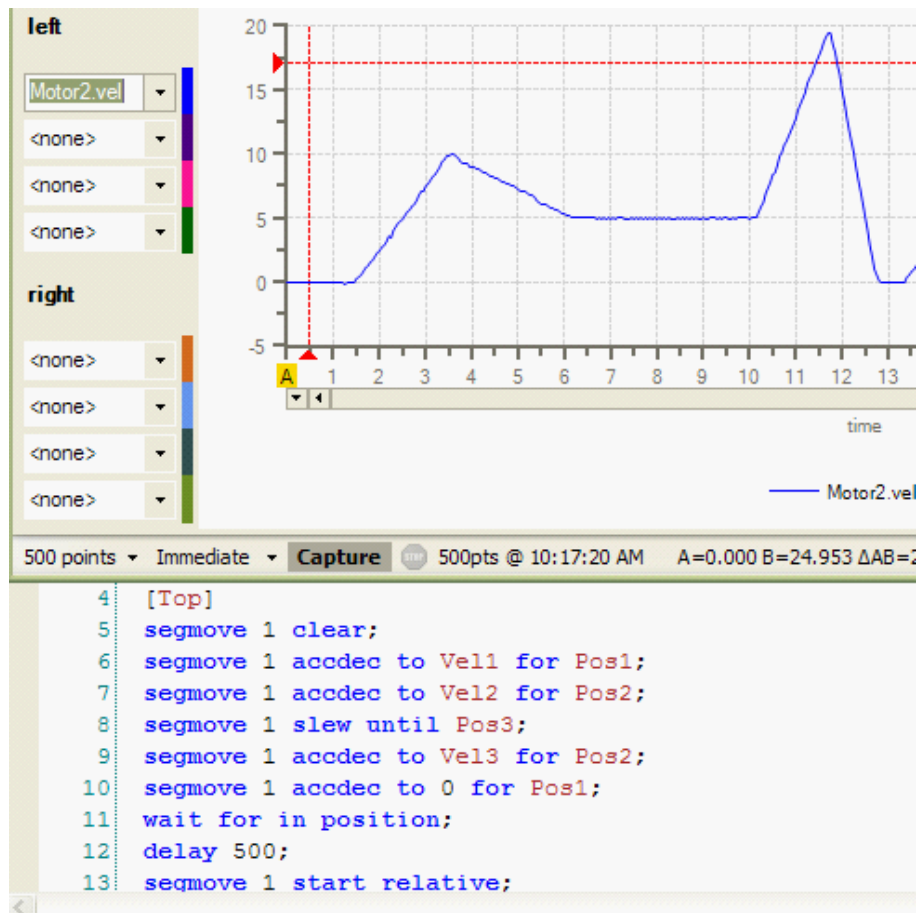 left
Motor2.vel
<none>
<none>
<none>
right
<none>
<none>
<none>
<none>
20
15
10
5
0
-5
A 1 2 3 4 5 6 7 8 9 10 11 12 13
time
Motor2.vel
500 points Immediate Capture STOP 500pts @ 10:17:20 AM A=0.000 B=24.953 ΔAB=2
4 [Top]
5 segmove 1 clear;
6 segmove 1 accdec to Vel1 for Pos1;
7 segmove 1 accdec to Vel2 for Pos2;
8 segmove 1 slew until Pos3;
9 segmove 1 accdec to Vel3 for Pos2;
10 segmove 1 accdec to 0 for Pos1;
11 wait for in position;
12 delay 500;
13 segmove 1 start relative;